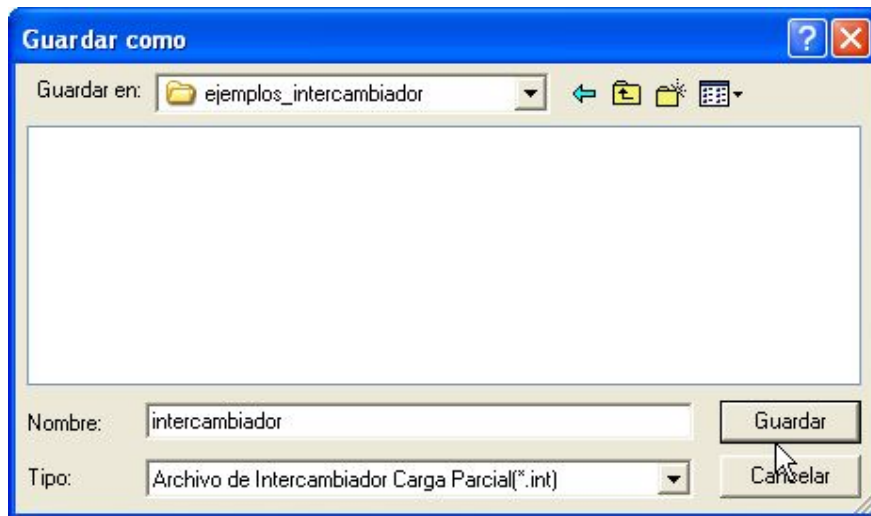 Guardar como
Guardar en: ejemplos_intercambiador
Nombre: intercambiador Guardar
Tipo: Archivo de Intercambiador Carga Parcial(*.int) Cancelar